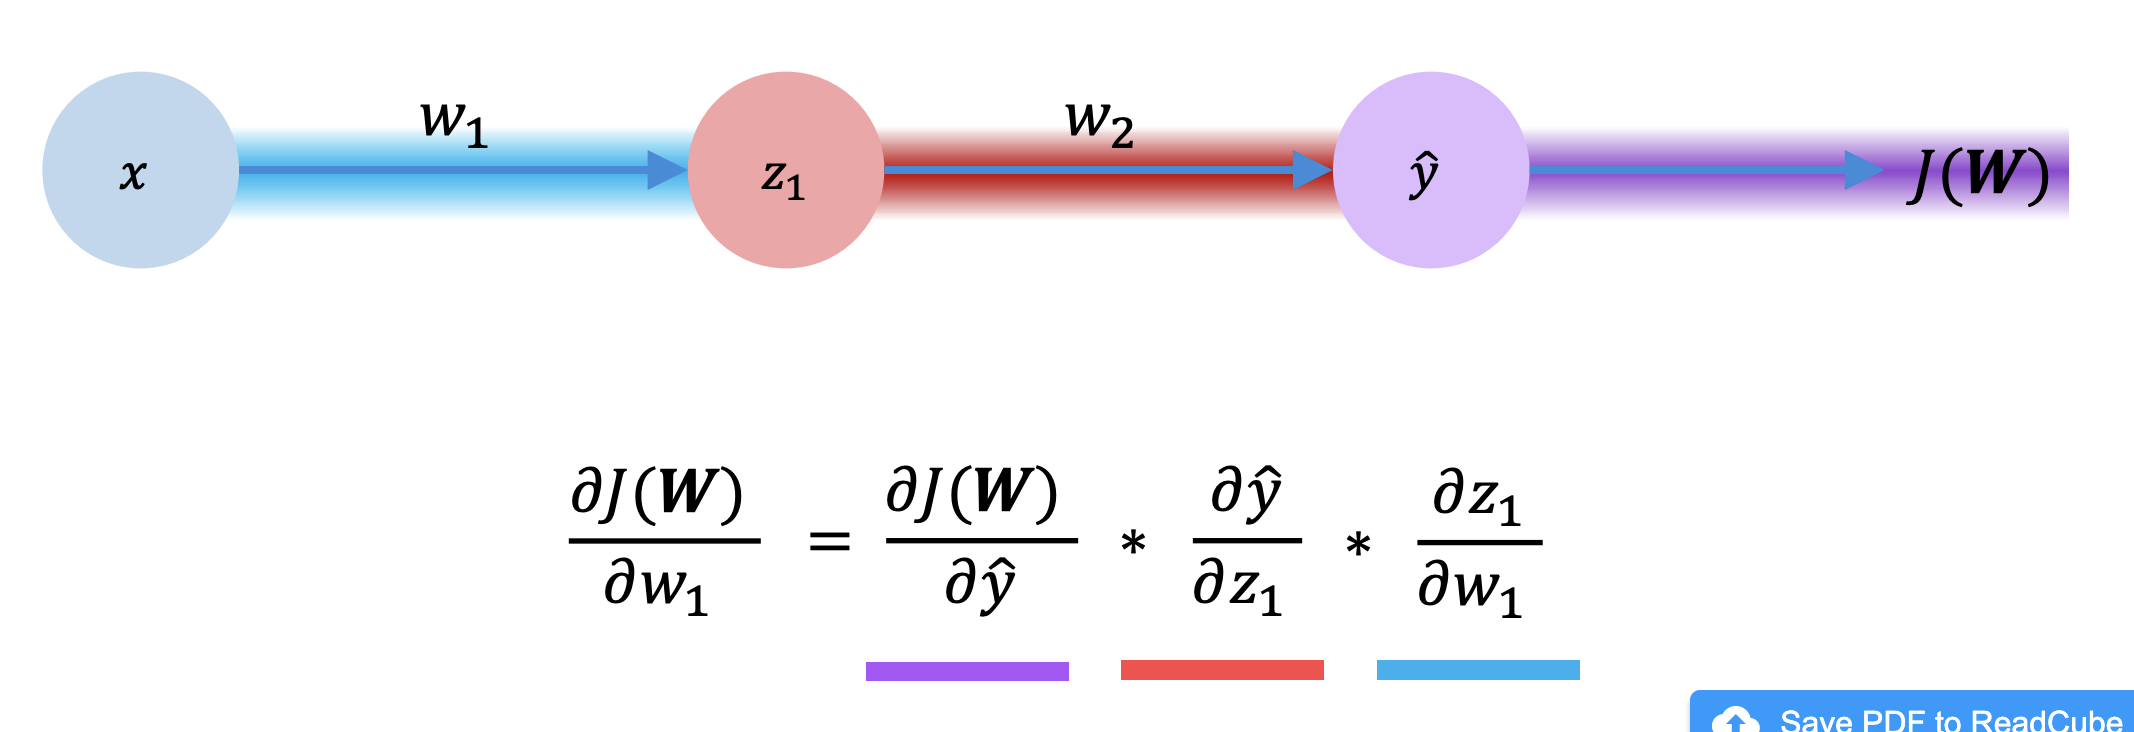 x w₁ z₁ w₂ ŷ J(W)
∂J(W)/∂w₁ = ∂J(W)/∂ŷ * ∂ŷ/∂z₁ * ∂z₁/∂w₁
Save PDF to ReadCube